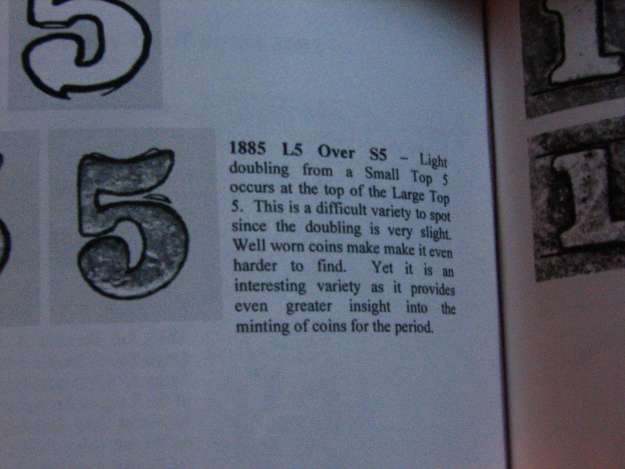 5
5
1885 L5 Over S5 – Light
doubling from a Small Top 5
occurs at the top of the Large Top
5. This is a difficult variety to spot
since the doubling is very slight.
Well worn coins make make it even
harder to find. Yet it is an
interesting variety as it provides
even greater insight into the
minting of coins for the period.